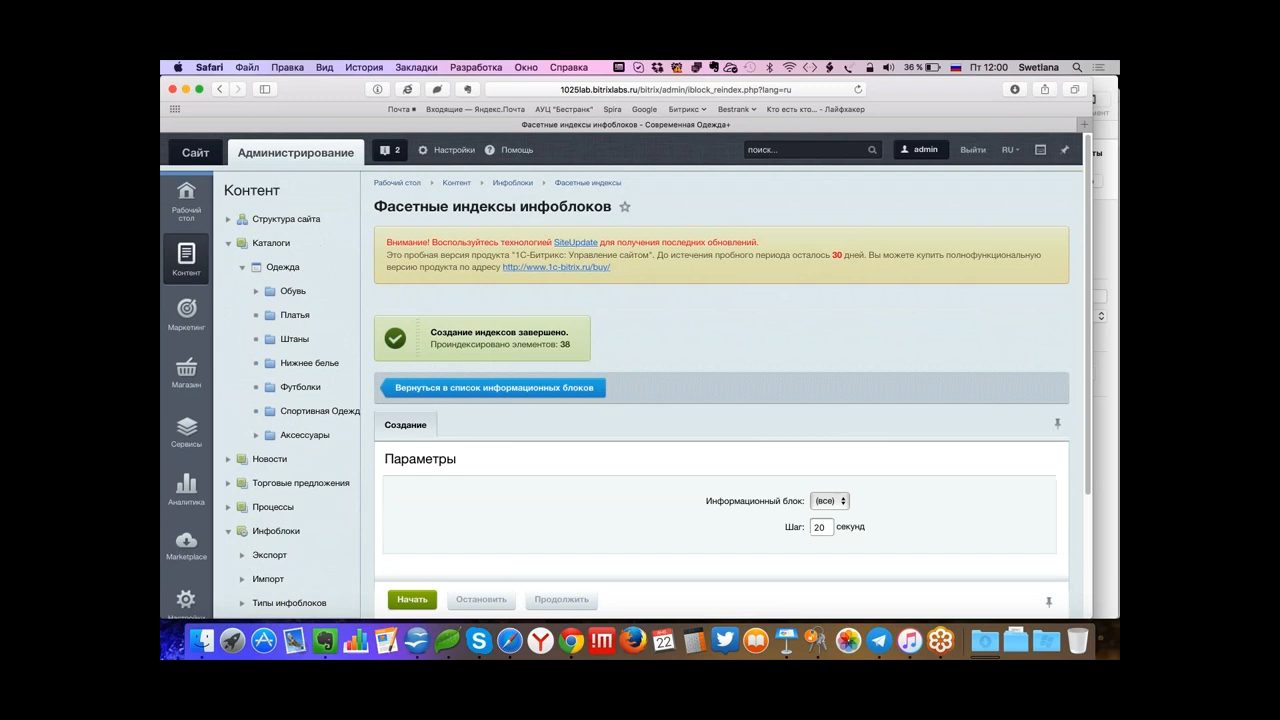 Safari Файл Правка Вид История Закладки Разработка Окно Справка 36 % Пт 12:00 Swetlana
1025lab.bitrixlabs.ru/bitrix/admin/iblock_reindex.php?lang=ru
Почта Входящие — Яндекс.Почта АУЦ "Бестранк" Spira Google Битрикс Bestrank Кто есть кто... - Лайфхакер
Фасетные индексы инфоблоков - Современная Одежда+
Сайт Администрирование 2 Настройки Помощь поиск... admin Выйти RU
Рабочий стол
Контент
Маркетинг
Магазин
Сервисы
Аналитика
Marketplace
Настройки
Контент
Структура сайта
Каталоги
Одежда
Обувь
Платья
Штаны
Нижнее белье
Футболки
Спортивная Одежд
Аксессуары
Новости
Торговые предложения
Процессы
Инфоблоки
Экспорт
Импорт
Типы инфоблоков
Рабочий стол Контент Инфоблоки Фасетные индексы
Фасетные индексы инфоблоков
Внимание! Воспользуйтесь технологией SiteUpdate для получения последних обновлений.
Это пробная версия продукта "1С-Битрикс: Управление сайтом". До истечения пробного периода осталось 30 дней. Вы можете купить полнофункциональную
версию продукта по адресу http://www.1c-bitrix.ru/buy/
Создание индексов завершено.
Проиндексировано элементов: 38
Вернуться в список информационных блоков
Создание
Параметры
Информационный блок: (все)
Шаг: 20 секунд
Начать Остановить Продолжить
22